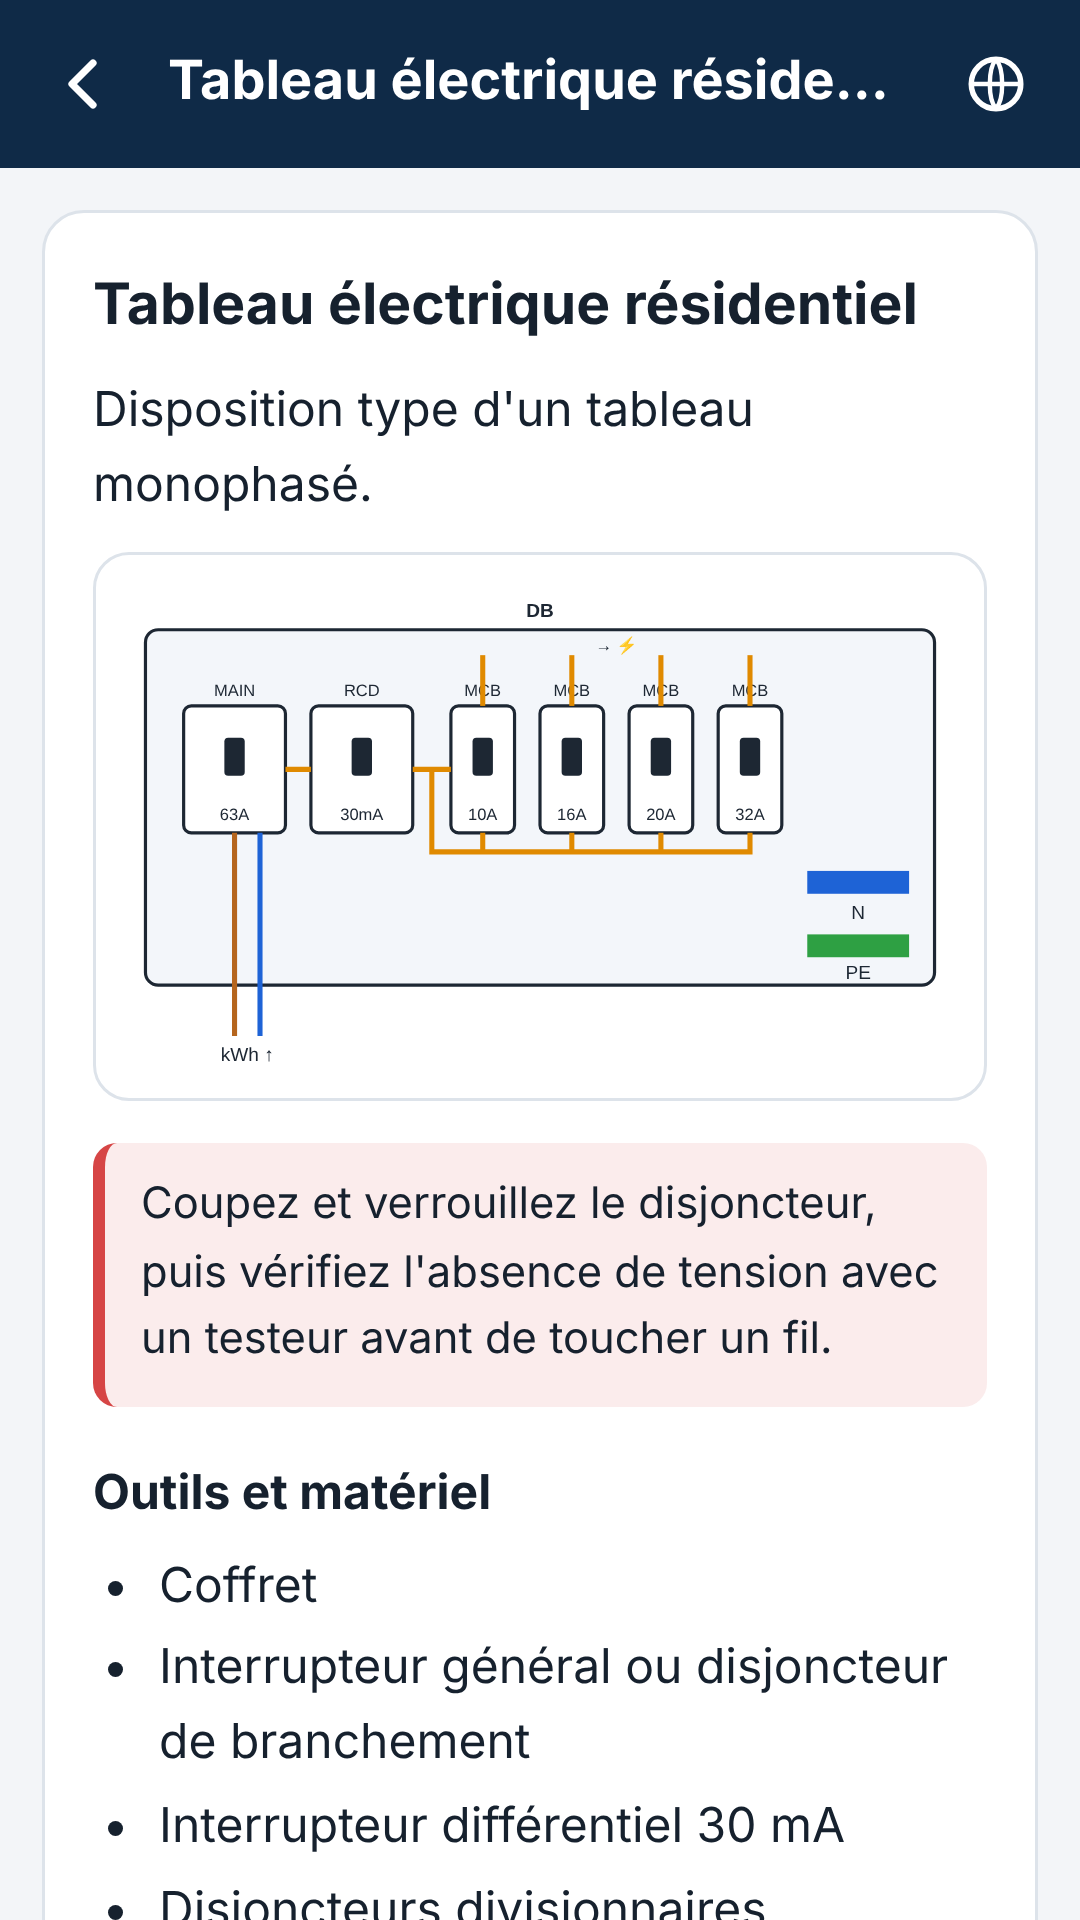 Tableau électrique réside...
Tableau électrique résidentiel
Disposition type d'un tableau
monophasé.
DB
→ ⚡
MAIN RCD MCB MCB MCB MCB
63A 30mA 10A 16A 20A 32A
N
PE
kWh ↑
Coupez et verrouillez le disjoncteur,
puis vérifiez l'absence de tension avec
un testeur avant de toucher un fil.
Outils et matériel
• Coffret
• Interrupteur général ou disjoncteur
de branchement
• Interrupteur différentiel 30 mA
• Disjoncteurs divisionnaires